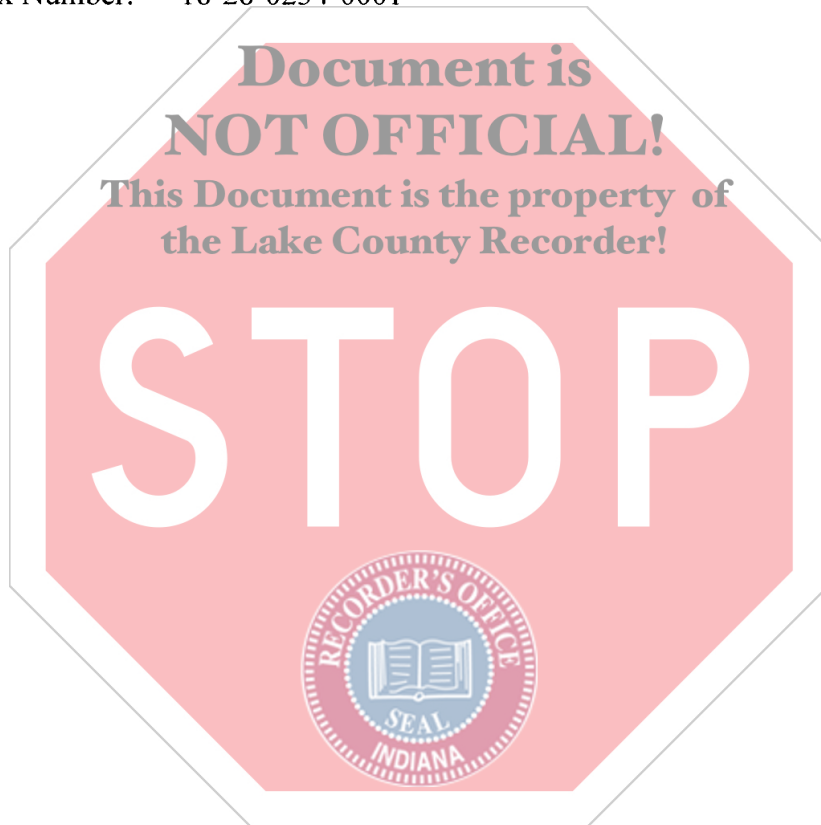 Number:
Document is
NOT OFFICIAL!
This Document is the property of
the Lake County Recorder!
STOP
RECORDER'S OFFICE
SEAL
INDIANA